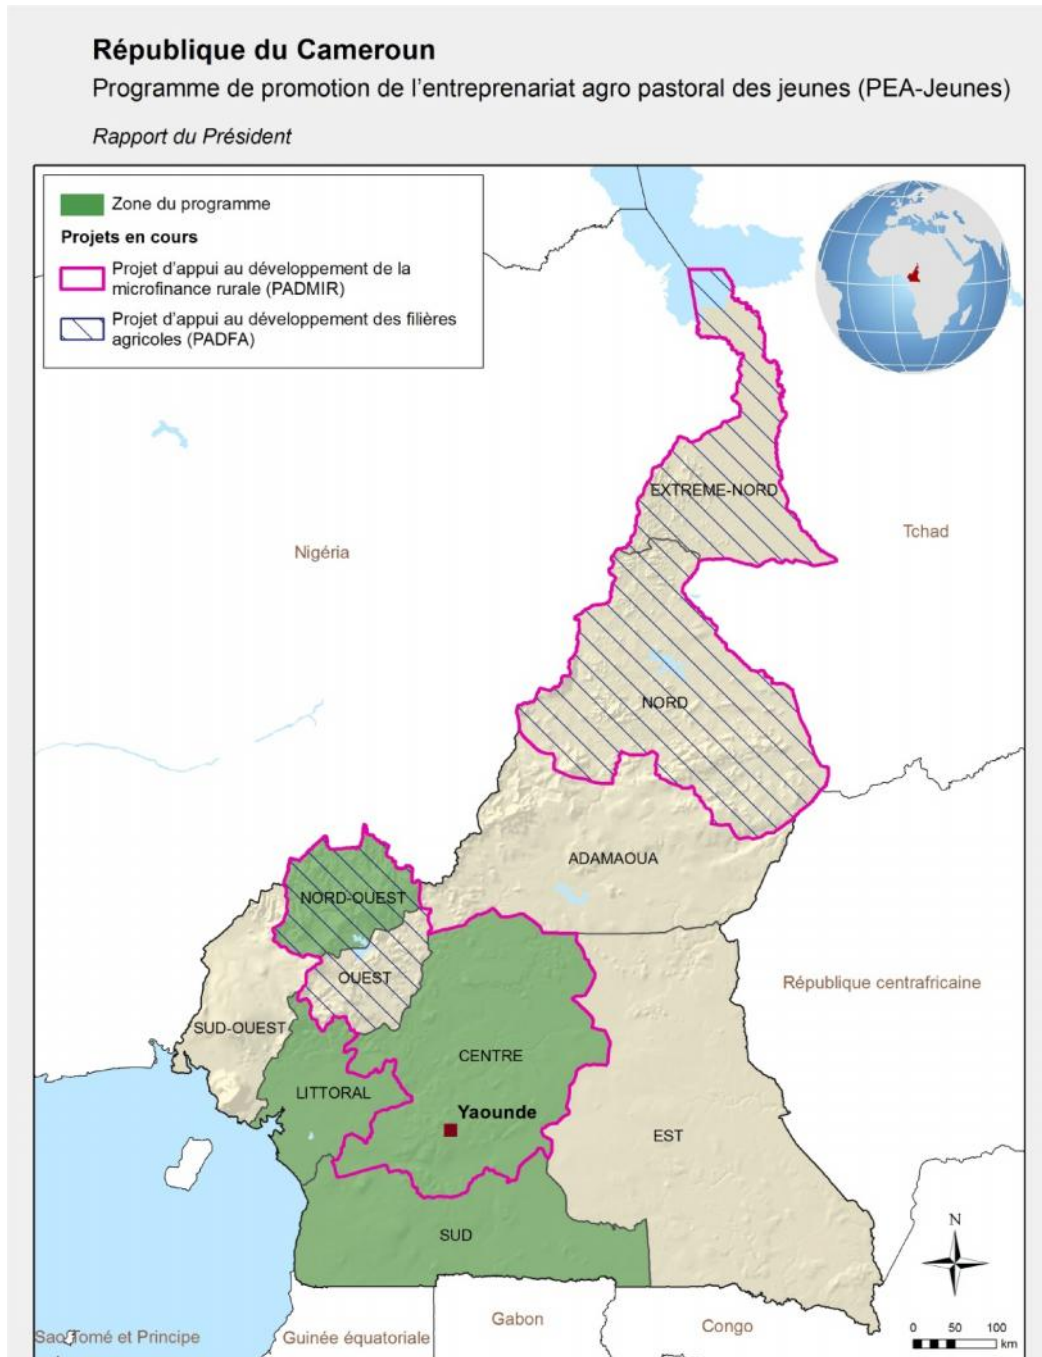 République du Cameroun
Programme de promotion de l'entreprenariat agro pastoral des jeunes (PEA-Jeunes)
Rapport du Président
Zone du programme
Projets en cours
Projet d'appui au développement de la
microfinance rurale (PADMIR)
Projet d'appui au développement des filières
agricoles (PADFA)
EXTREME-NORD
Tchad
Nigéria
NORD
ADAMAOUA
NORD-OUEST
OUEST
République centrafricaine
SUD-OUEST
CENTRE
LITTORAL
Yaounde
EST
N
SUD
Gabon
Congo
Sao Tomé et Principe
Guinée équatoriale
0 50 100
km